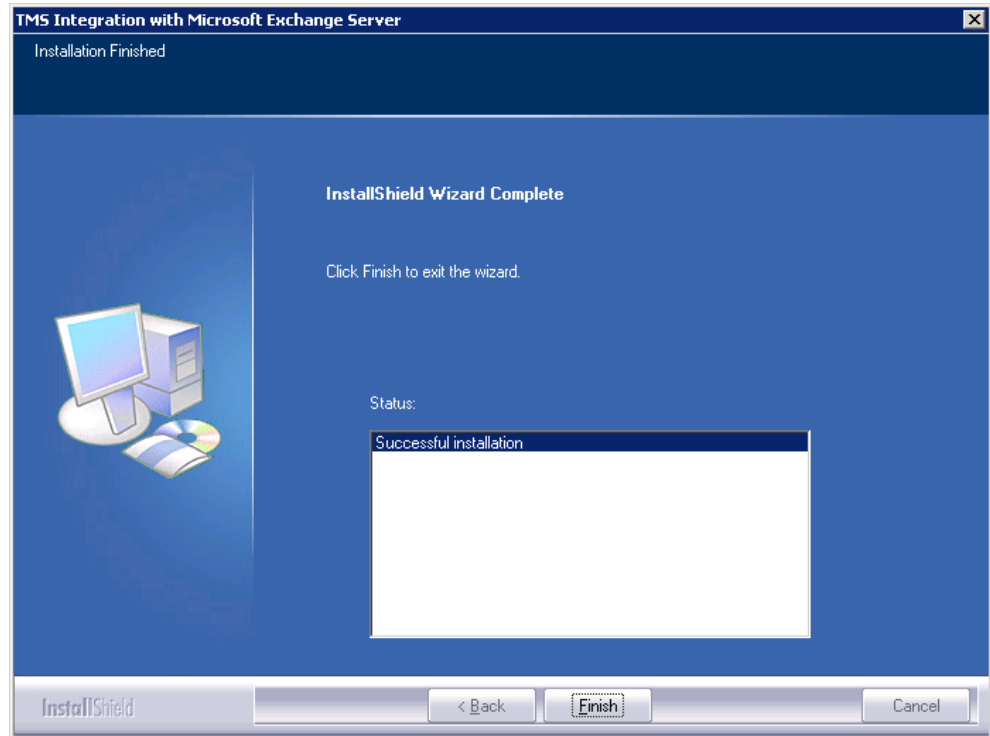 TMS Integration with Microsoft Exchange Server
Installation Finished
InstallShield Wizard Complete
Click Finish to exit the wizard.
Status:
Successful installation
InstallShield
< Back
Finish
Cancel